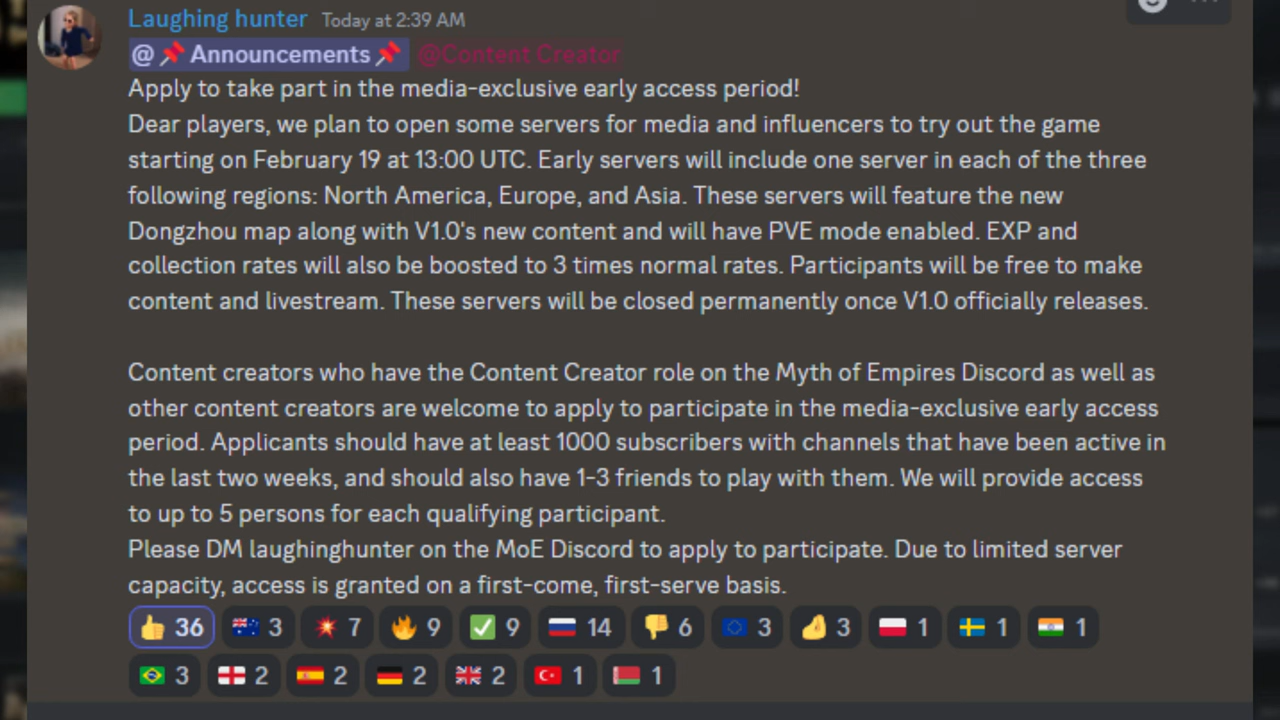 Laughing hunter Today at 2:39 AM
@📌 Announcements 📌 @Content Creator
Apply to take part in the media-exclusive early access period!
Dear players, we plan to open some servers for media and influencers to try out the game
starting on February 19 at 13:00 UTC. Early servers will include one server in each of the three
following regions: North America, Europe, and Asia. These servers will feature the new
Dongzhou map along with V1.0's new content and will have PVE mode enabled. EXP and
collection rates will also be boosted to 3 times normal rates. Participants will be free to make
content and livestream. These servers will be closed permanently once V1.0 officially releases.
Content creators who have the Content Creator role on the Myth of Empires Discord as well as
other content creators are welcome to apply to participate in the media-exclusive early access
period. Applicants should have at least 1000 subscribers with channels that have been active in
the last two weeks, and should also have 1-3 friends to play with them. We will provide access
to up to 5 persons for each qualifying participant.
Please DM laughinghunter on the MoE Discord to apply to participate. Due to limited server
capacity, access is granted on a first-come, first-serve basis.
36 3 7 9 9 14 6 3 3 1 1 1
3 2 2 2 2 1 1